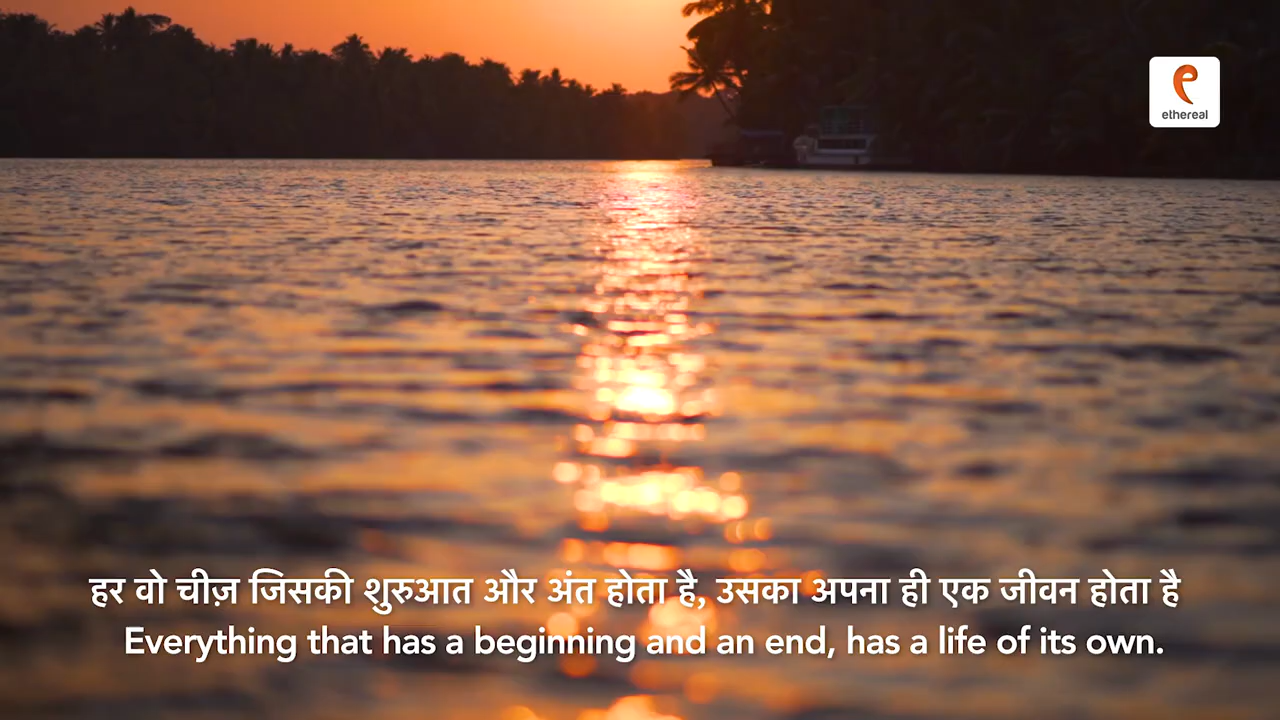 ethereal
हर वो चीज़ जिसकी शुरुआत और अंत होता है, उसका अपना ही एक जीवन होता है
Everything that has a beginning and an end, has a life of its own.